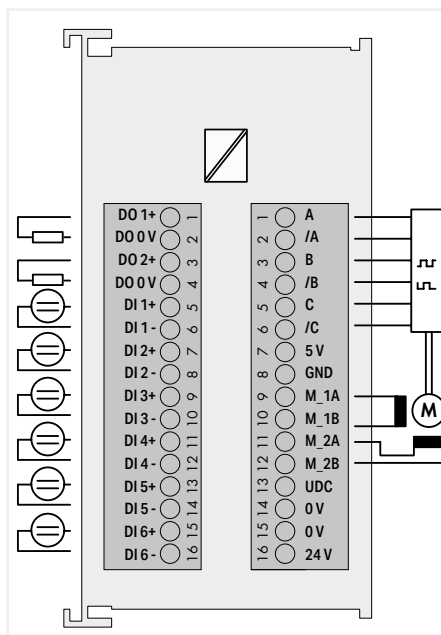 DO 1+ 1
DO 0 V 2
DO 2+ 3
DO 0 V 4
DI 1+ 5
DI 1 - 6
DI 2+ 7
DI 2 - 8
DI 3+ 9
DI 3 - 10
DI 4+ 11
DI 4 - 12
DI 5+ 13
DI 5 - 14
DI 6+ 15
DI 6 - 16
1 A
2 /A
3 B
4 /B
5 C
6 /C
7 5 V
8 GND
9 M_1A
10 M_1B
11 M_2A
12 M_2B
13 UDC
14 0 V
15 0 V
16 24 V
M